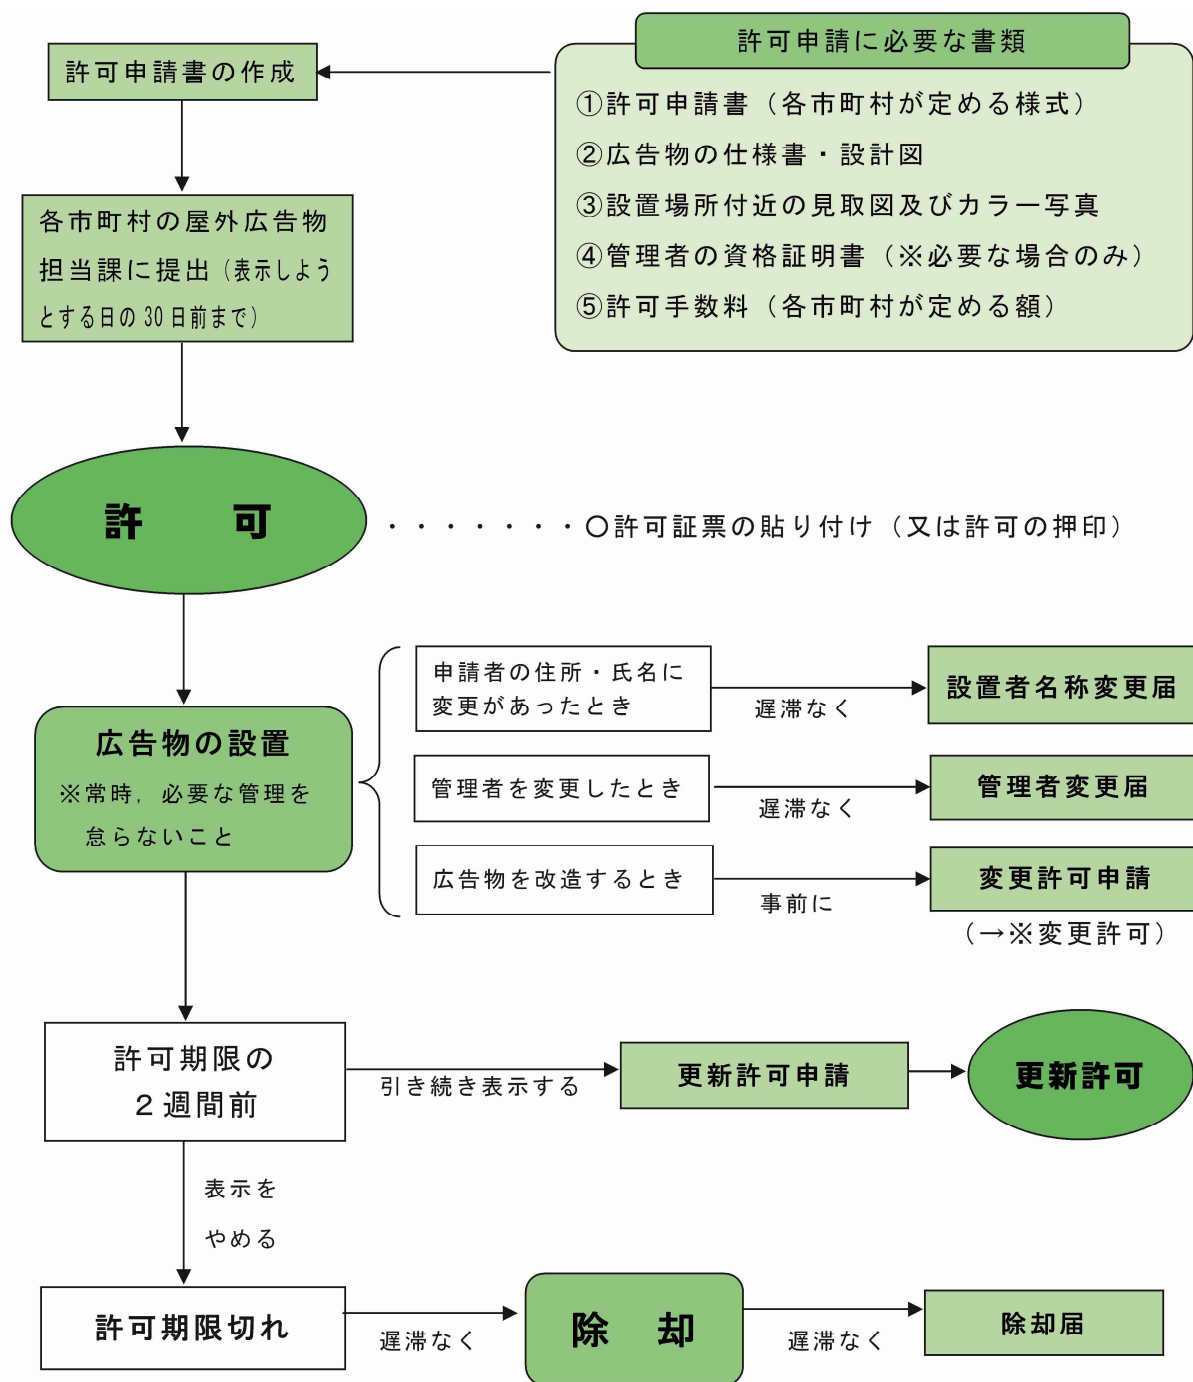 許可申請に必要な書類
許可申請書の作成
①許可申請書（各市町村が定める様式）
②広告物の仕様書・設計図
③設置場所付近の見取図及びカラー写真
④管理者の資格証明書（※必要な場合のみ）
⑤許可手数料（各市町村が定める額）
各市町村の屋外広告物
担当課に提出（表示しよう
とする日の30日前まで）
許　可
・・・・・・・○許可証票の貼り付け（又は許可の押印）
広告物の設置
※常時，必要な管理を
怠らないこと
申請者の住所・氏名に
変更があったとき
遅滞なく
設置者名称変更届
管理者を変更したとき
遅滞なく
管理者変更届
広告物を改造するとき
事前に
変更許可申請
（→※変更許可）
許可期限の
２週間前
引き続き表示する
更新許可申請
更新許可
表示を
やめる
許可期限切れ
遅滞なく
除　却
遅滞なく
除却届